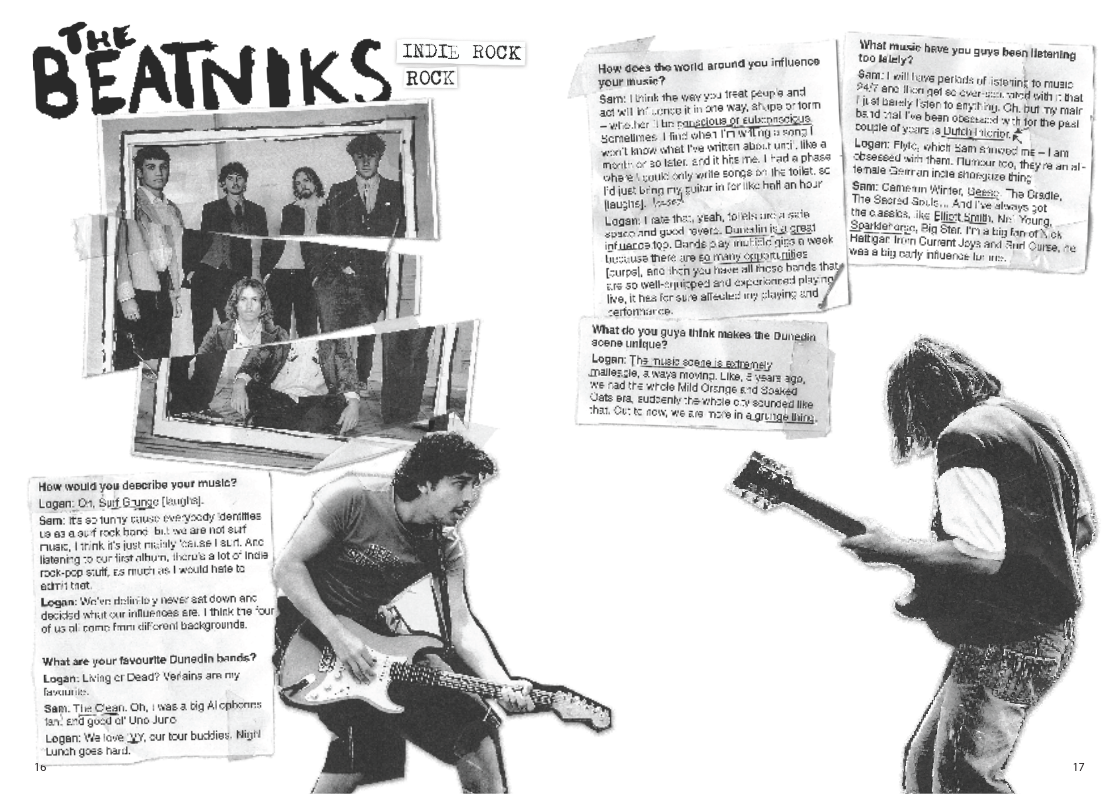 THE
BEATNIKS
INDIE ROCK
ROCK
How would you describe your music?
Logan: Oh, Surf Grunge [laughs].
Sam: It's so funny cause everybody identifies
us as a surf rock band but we are not surf
music, I think it's just mainly 'cause I surf. And
listening to our first album, there's a lot of Indie
rock-pop stuff, as much as I would hate to
admit that.
Logan: We've definitely never sat down and
decided what our influences are. I think the four
of us all come from different backgrounds.
What are your favourite Dunedin bands?
Logan: Living or Dead? Verlains are my
favourite.
Sam: The Clean. Oh, I was a big Alophones
fan! and good ol' Uno Juno
Logan: We love IVY, our tour buddies. Night
Lunch goes hard.
16
How does the world around you influence
your music?
Sam: I think the way you treat people and
act will influence it in one way, shape or form
– whether it be conscious or subconscious.
Sometimes I find when I'm writing a song I
won't know what I've written about until like a
month or so later, and it hits me. I had a phase
where I could only write songs on the toilet, so
I'd just bring my guitar in for like half an hour
[laughs].
Logan: I rate that, yeah, toilets are a safe
space and good reverb. Dunedin is a great
influence too. Bands play multiple gigs a week
because there are so many opportunities
[burps], and then you have all these bands that
are so well-equipped and experienced playing
live, it has for sure affected my playing and
performance.
What do you guys think makes the Dunedin
scene unique?
Logan: The music scene is extremely
malleable, always moving. Like, 5 years ago,
we had the whole Mild Orange and Soaked
Oats era, suddenly the whole city sounded like
that. Cut to now, we are more in a grunge thing.
What music have you guys been listening
too lately?
Sam: I will have periods of listening to music
24/7 and then get so over-saturated with it that
I just barely listen to anything. Oh, but my main
band that I've been obsessed with for the past
couple of years is Dutch Interior.
Logan: Flyte, which Sam showed me – I am
obsessed with them. Rumour too, they're an all-
female German indie shoegaze thing
Sam: Cameron Winter, Geese, The Cradle,
The Sacred Souls... And I've always got
the classics, like Elliott Smith, Neil Young,
Sparklehorse, Big Star. I'm a big fan of Nick
Rattigan from Current Joys and Surf Curse, he
was a big early influence for me.
17